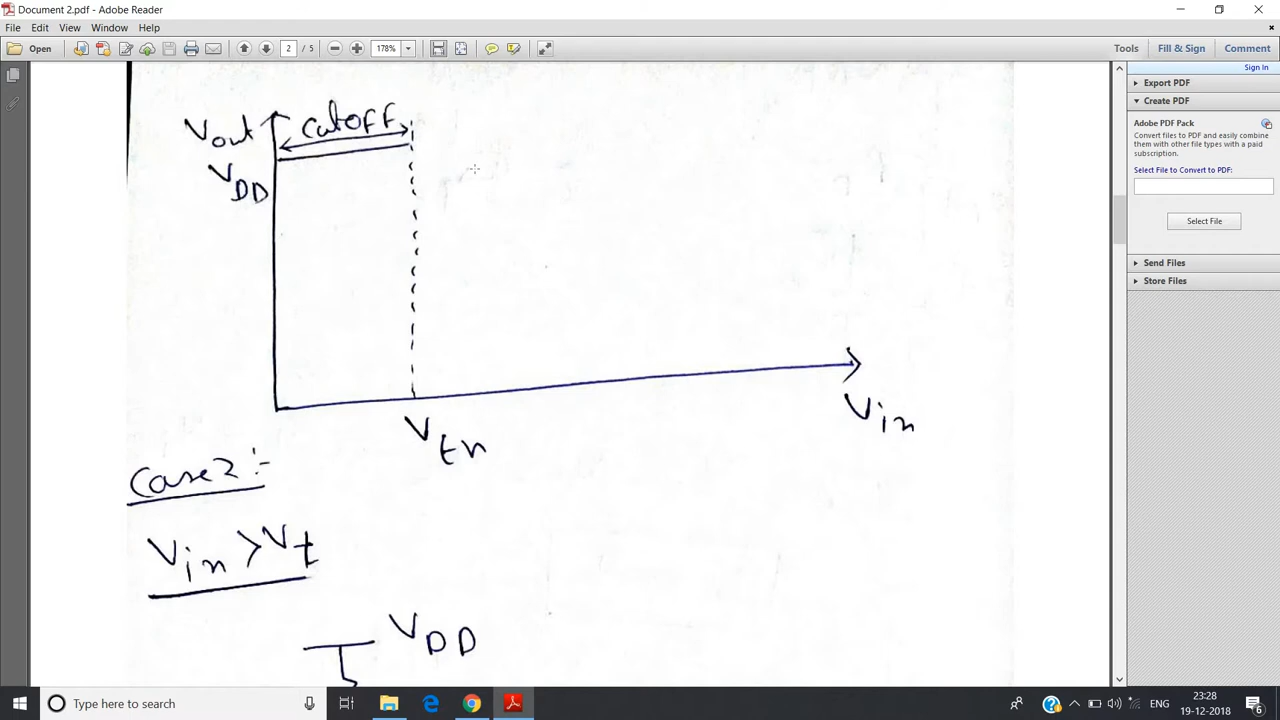 Document 2.pdf - Adobe Reader
File Edit View Window Help
Open 2 / 5 178% Tools Fill & Sign Comment
Sign In
Export PDF
Create PDF
Adobe PDF Pack
Convert files to PDF and easily combine
them with other file types with a paid
subscription.
Select File to Convert to PDF:
Select File
Send Files
Store Files
Vout cutoff
VDD
Vin
Vtn
Case 2 :-
Vin > Vt
VDD
Type here to search
ENG 23:28
19-12-2018
6